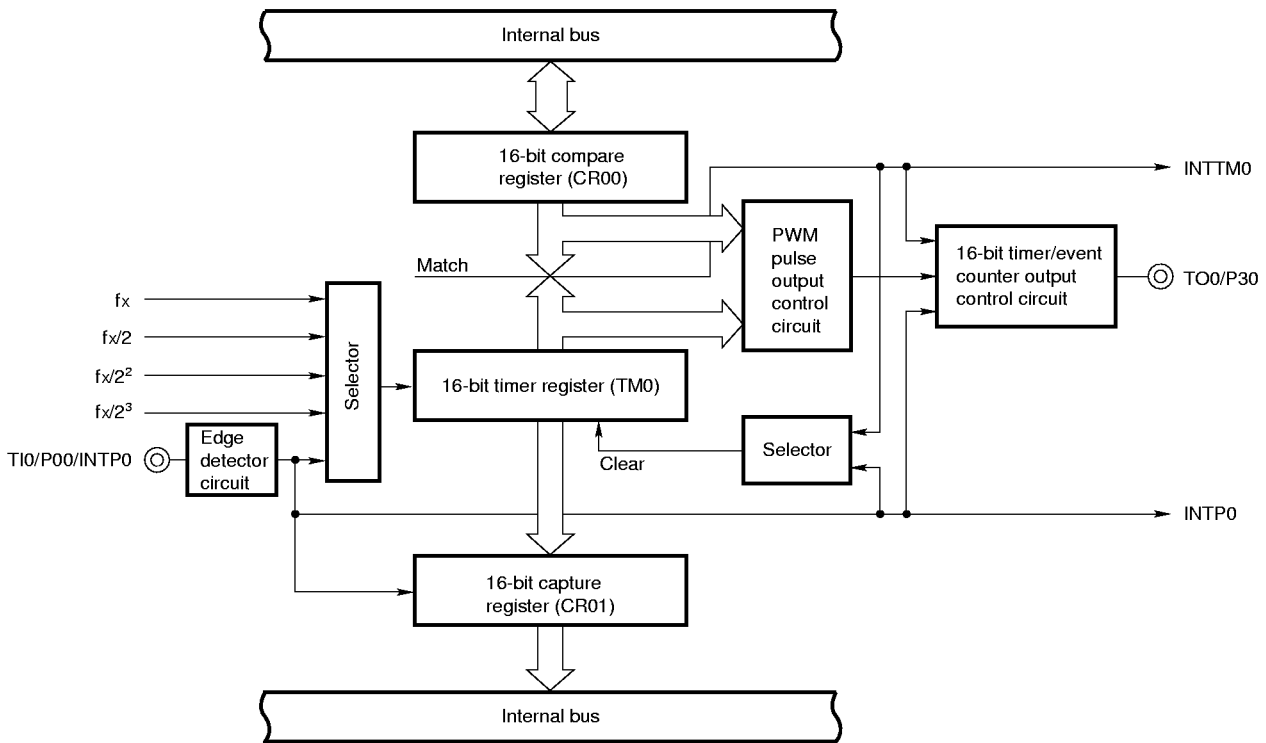 Internal bus
16-bit compare
register (CR00)
INTTM0
PWM
pulse
output
control
circuit
16-bit timer/event
counter output
control circuit
TO0/P30
Match
fx
fx/2
fx/2²
fx/2³
Selector
16-bit timer register (TM0)
TI0/P00/INTP0
Edge
detector
circuit
Clear
Selector
INTP0
16-bit capture
register (CR01)
Internal bus